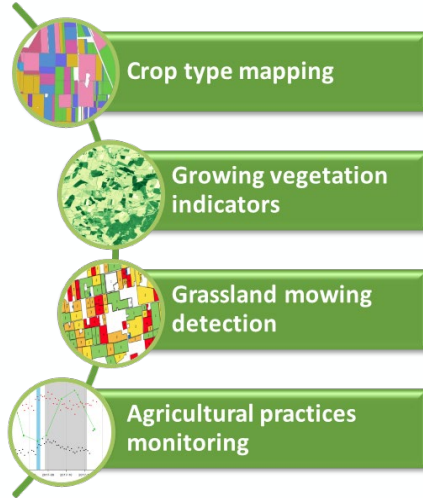 Crop type mapping
Growing vegetation
indicators
Grassland mowing
detection
Agricultural practices
monitoring